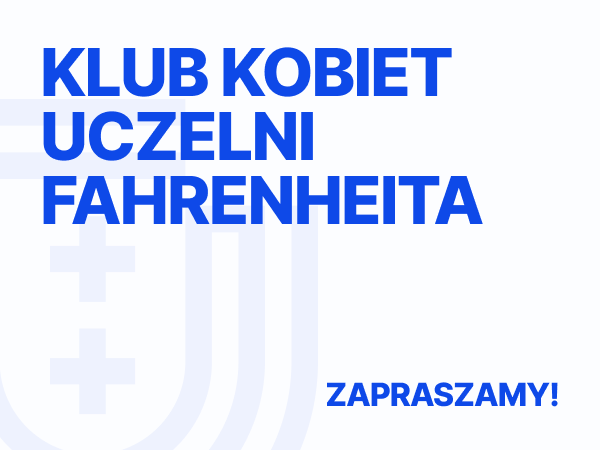 KLUB KOBIET
UCZELNI
FAHRENHEITA
ZAPRASZAMY!